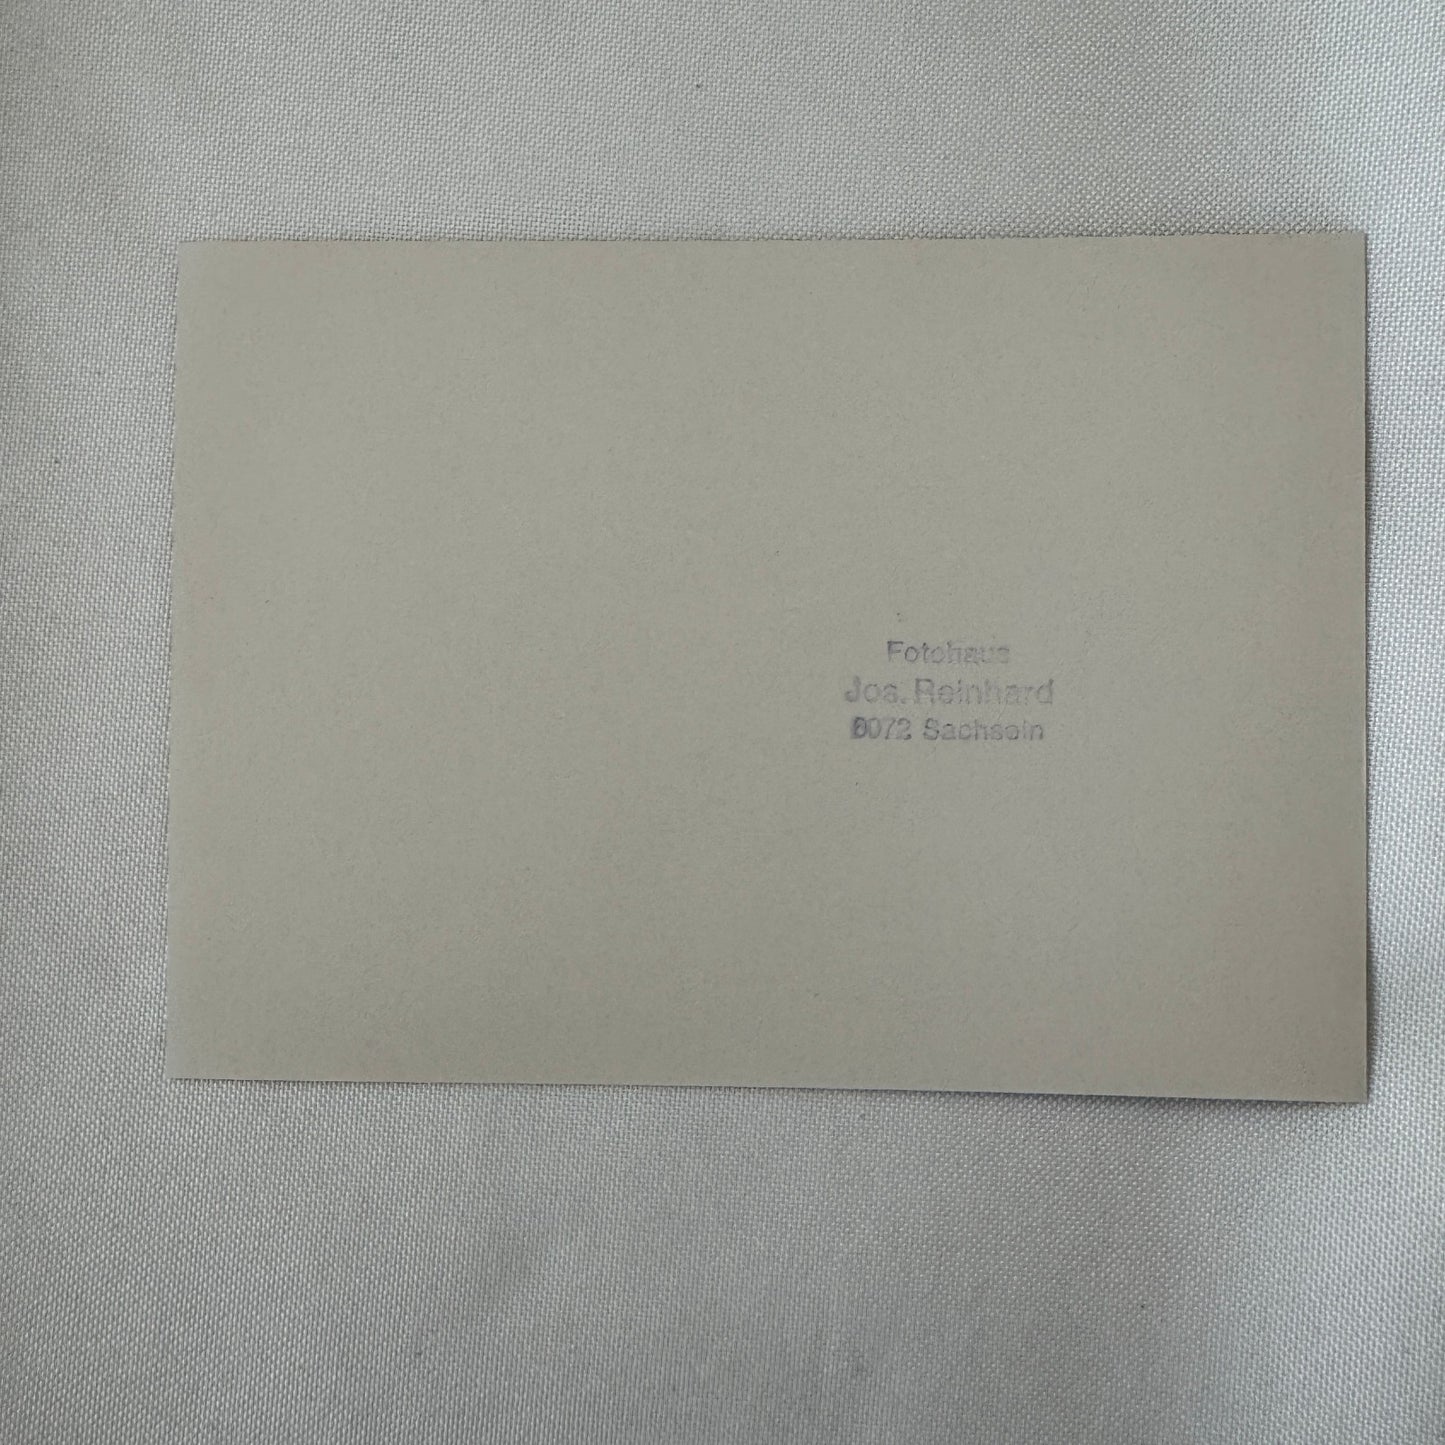 Fotohaus
Jos. Reinhard
6072 Sachseln